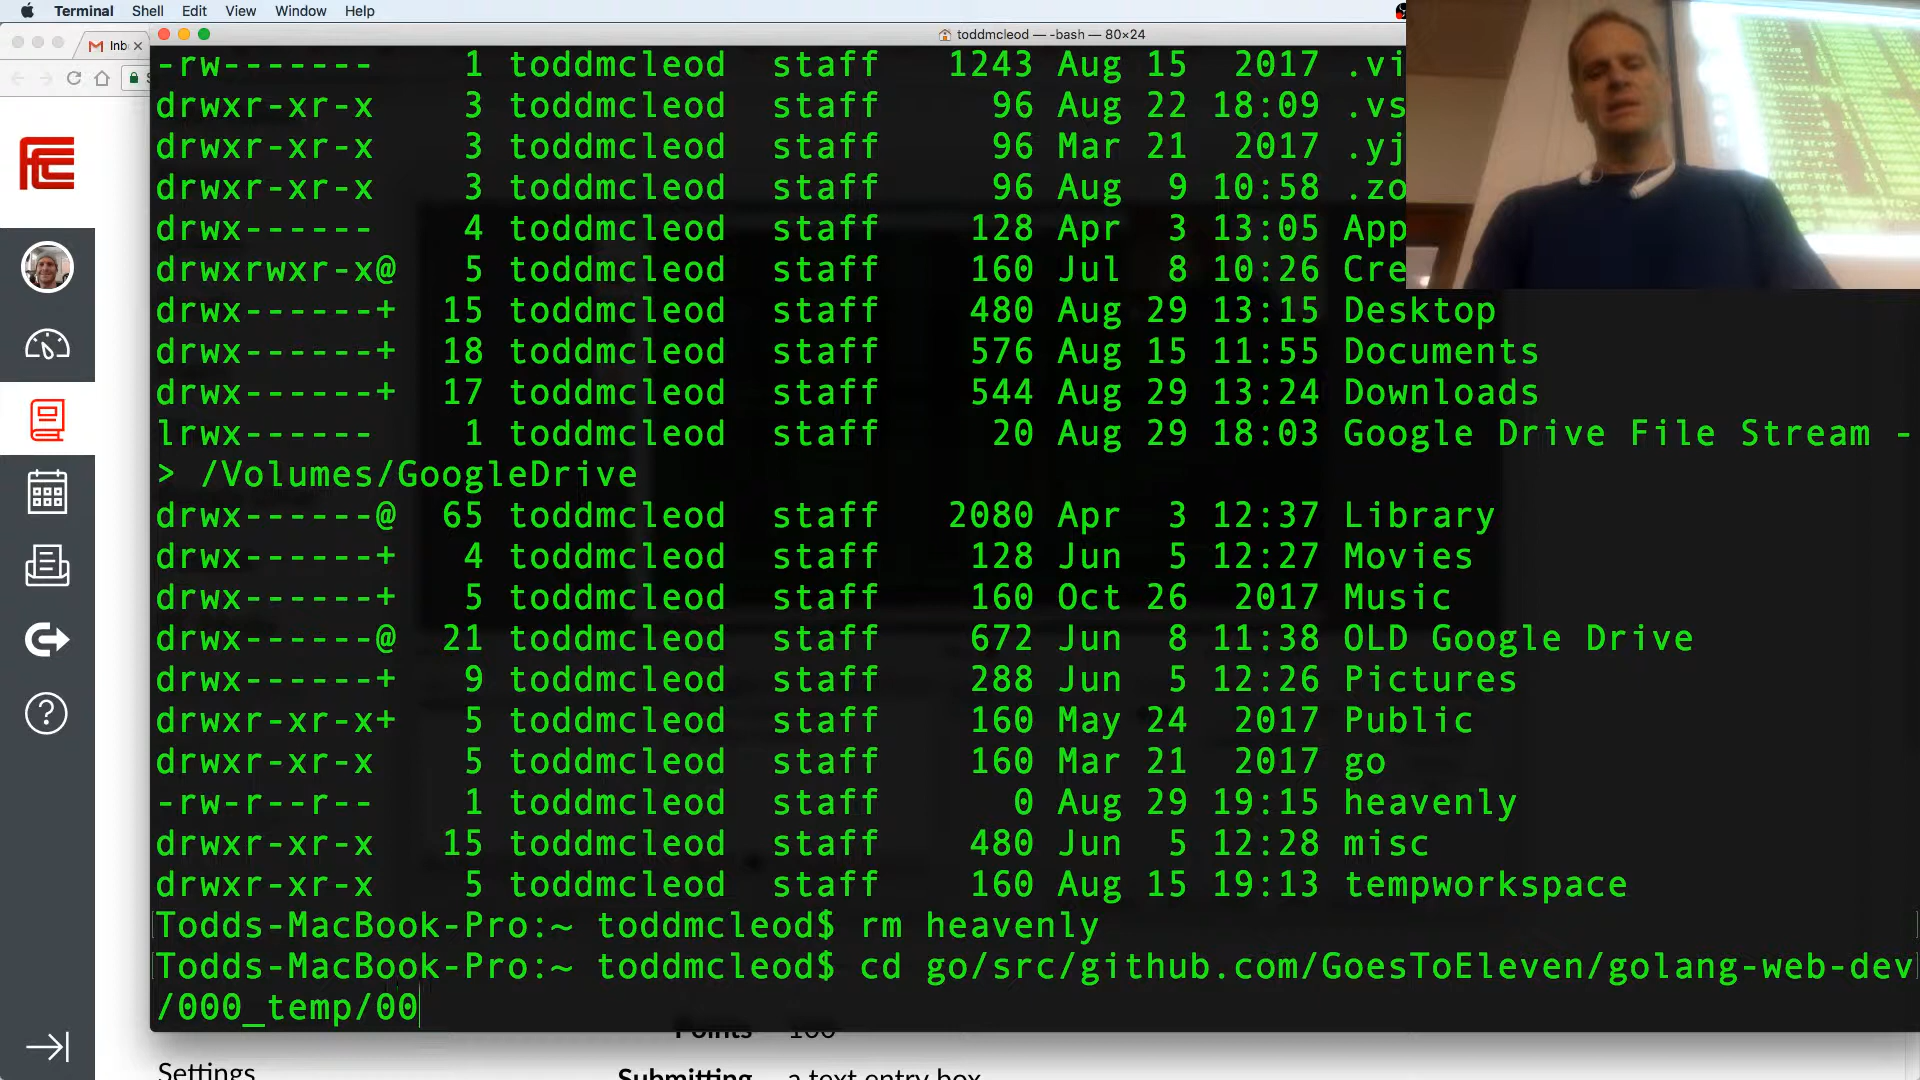 Terminal Shell Edit View Window Help
toddmcleod — -bash — 80×24
Inb
-rw------- 1 toddmcleod staff 1243 Aug 15 2017 .vi
drwxr-xr-x 3 toddmcleod staff 96 Aug 22 18:09 .vs
drwxr-xr-x 3 toddmcleod staff 96 Mar 21 2017 .yj
drwxr-xr-x 3 toddmcleod staff 96 Aug 9 10:58 .zo
drwx------ 4 toddmcleod staff 128 Apr 3 13:05 App
drwxrwxr-x@ 5 toddmcleod staff 160 Jul 8 10:26 Cre
drwx------+ 15 toddmcleod staff 480 Aug 29 13:15 Desktop
drwx------+ 18 toddmcleod staff 576 Aug 15 11:55 Documents
drwx------+ 17 toddmcleod staff 544 Aug 29 13:24 Downloads
lrwx------ 1 toddmcleod staff 20 Aug 29 18:03 Google Drive File Stream -
> /Volumes/GoogleDrive
drwx------@ 65 toddmcleod staff 2080 Apr 3 12:37 Library
drwx------+ 4 toddmcleod staff 128 Jun 5 12:27 Movies
drwx------+ 5 toddmcleod staff 160 Oct 26 2017 Music
drwx------@ 21 toddmcleod staff 672 Jun 8 11:38 OLD Google Drive
drwx------+ 9 toddmcleod staff 288 Jun 5 12:26 Pictures
drwxr-xr-x+ 5 toddmcleod staff 160 May 24 2017 Public
drwxr-xr-x 5 toddmcleod staff 160 Mar 21 2017 go
-rw-r--r-- 1 toddmcleod staff 0 Aug 29 19:15 heavenly
drwxr-xr-x 15 toddmcleod staff 480 Jun 5 12:28 misc
drwxr-xr-x 5 toddmcleod staff 160 Aug 15 19:13 tempworkspace
Todds-MacBook-Pro:~ toddmcleod$ rm heavenly
Todds-MacBook-Pro:~ toddmcleod$ cd go/src/github.com/GoesToEleven/golang-web-dev
/000_temp/00
Points 100
Settings
Submitting a text entry box